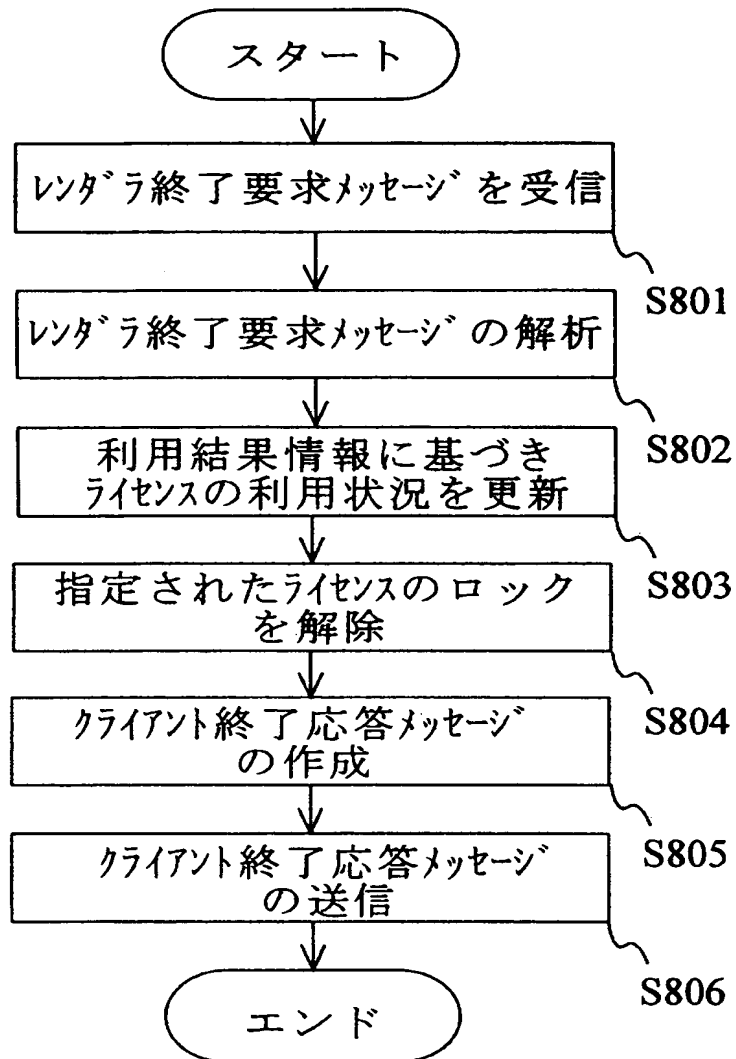 スタート
ﾚﾝﾀﾞﾗ終了要求ﾒｯｾｰｼﾞを受信
S801
ﾚﾝﾀﾞﾗ終了要求ﾒｯｾｰｼﾞの解析
S802
利用結果情報に基づき
ﾗｲｾﾝｽの利用状況を更新
S803
指定されたﾗｲｾﾝｽのロック
を解除
S804
ｸﾗｲｱﾝﾄ終了応答ﾒｯｾｰｼﾞ
の作成
S805
ｸﾗｲｱﾝﾄ終了応答ﾒｯｾｰｼﾞ
の送信
S806
エンド